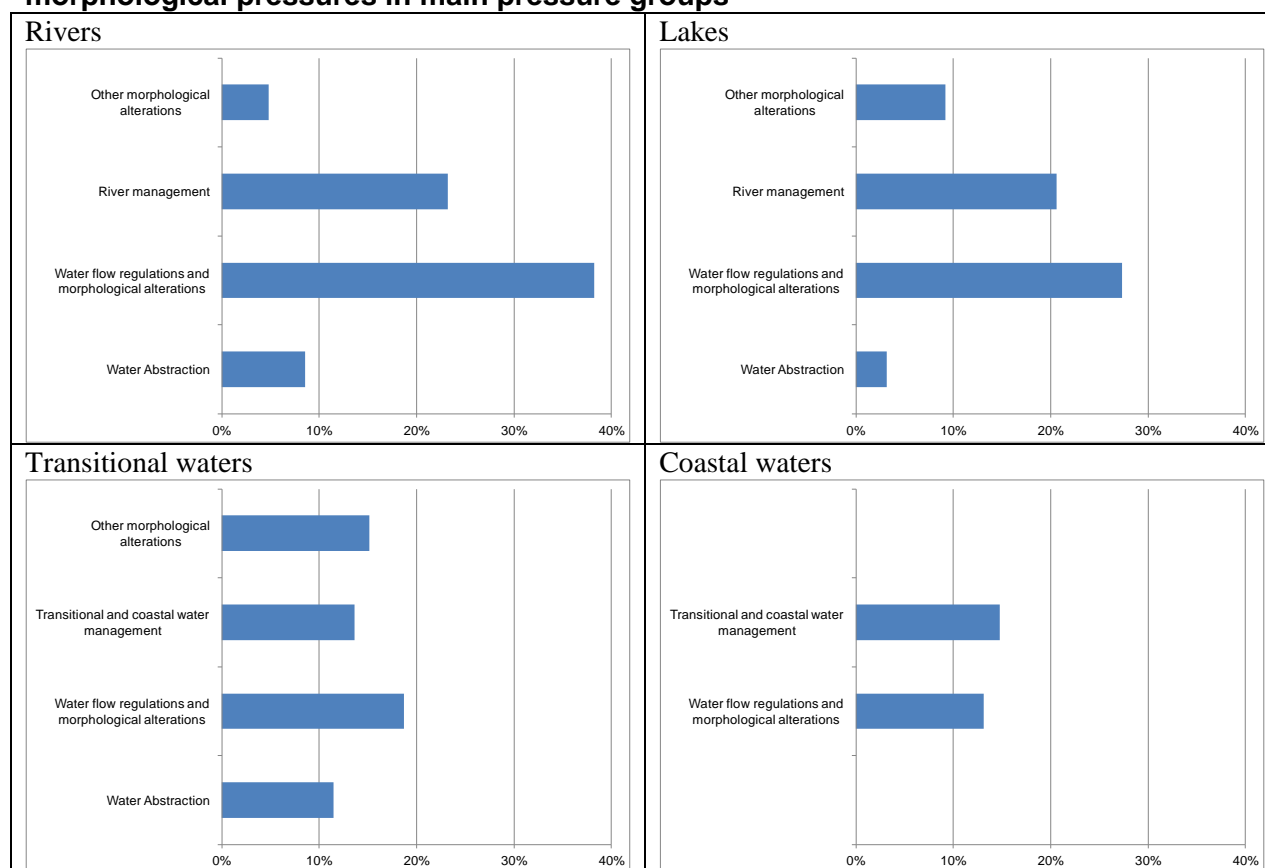 morphological pressures in main pressure groups
Rivers
Other morphological
alterations
River management
Water flow regulations and
morphological alterations
Water Abstraction
0% 10% 20% 30% 40%
Lakes
Other morphological
alterations
River management
Water flow regulations and
morphological alterations
Water Abstraction
0% 10% 20% 30% 40%
Transitional waters
Other morphological
alterations
Transitional and coastal water
management
Water flow regulations and
morphological alterations
Water Abstraction
0% 10% 20% 30% 40%
Coastal waters
Transitional and coastal water
management
Water flow regulations and
morphological alterations
0% 10% 20% 30% 40%